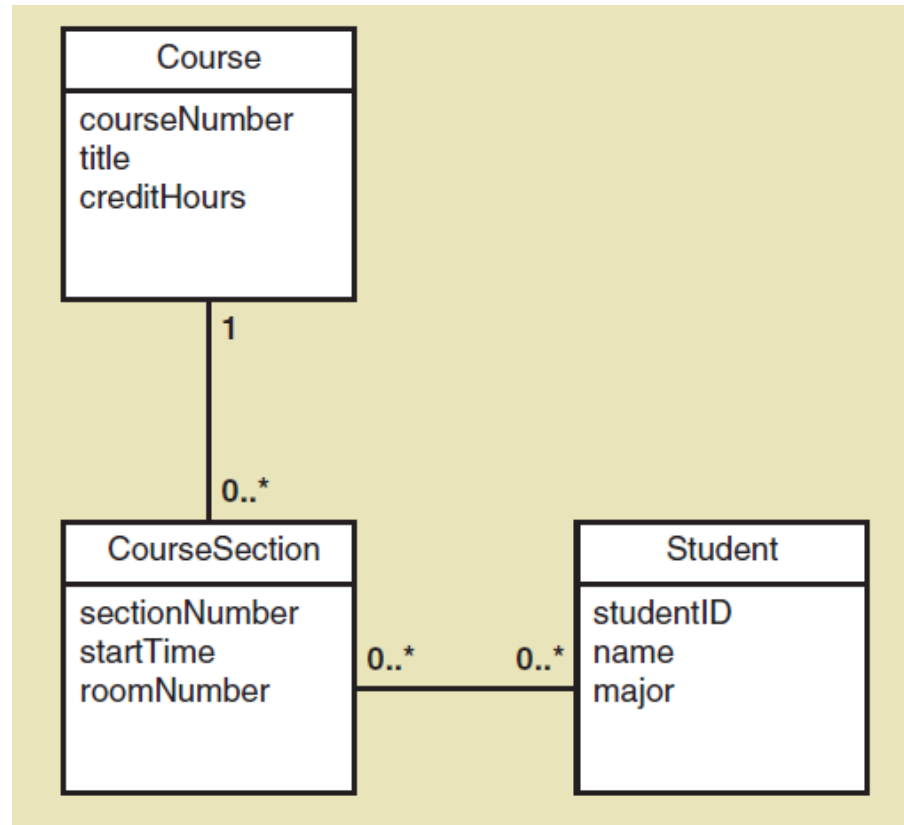 Course
courseNumber
title
creditHours
1
0..*
CourseSection
sectionNumber
startTime
roomNumber
0..*
0..*
Student
studentID
name
major